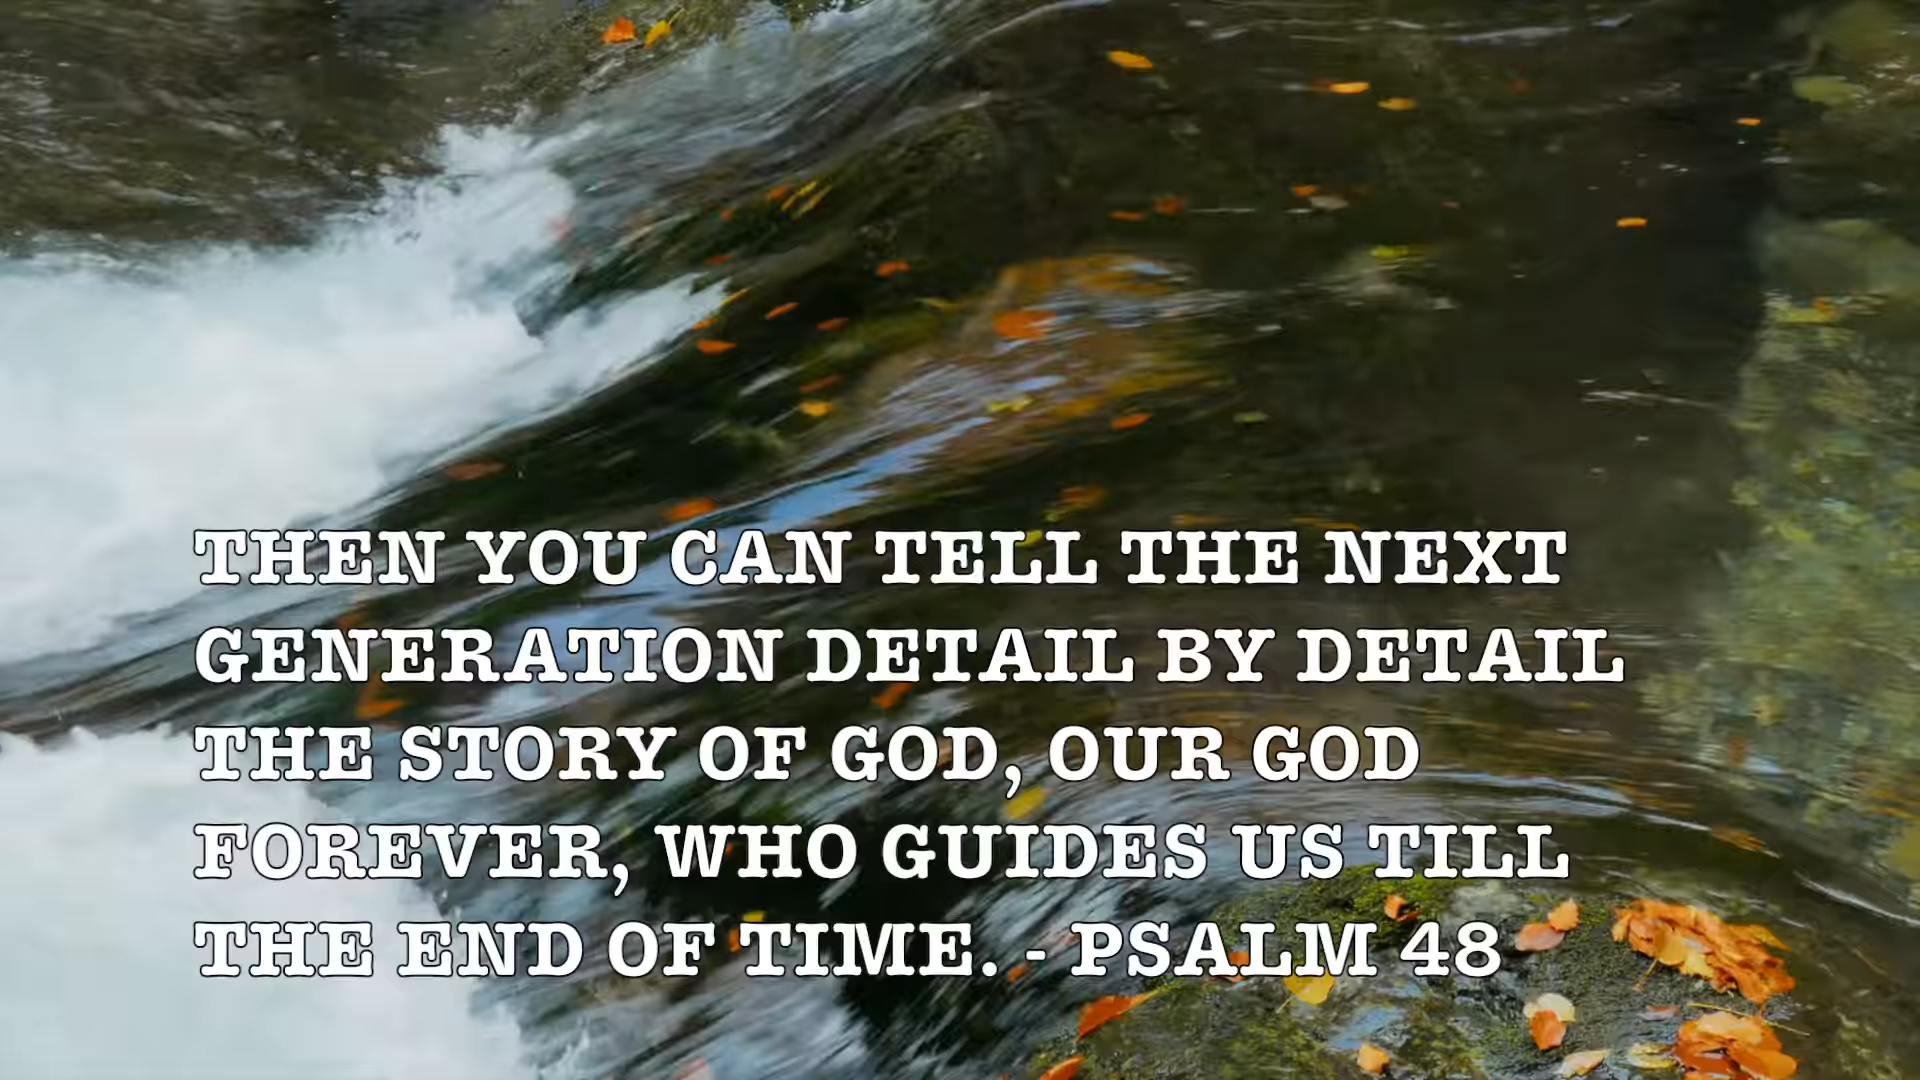 THEN YOU CAN TELL THE NEXT
GENERATION DETAIL BY DETAIL
THE STORY OF GOD, OUR GOD
FOREVER, WHO GUIDES US TILL
THE END OF TIME. - PSALM 48